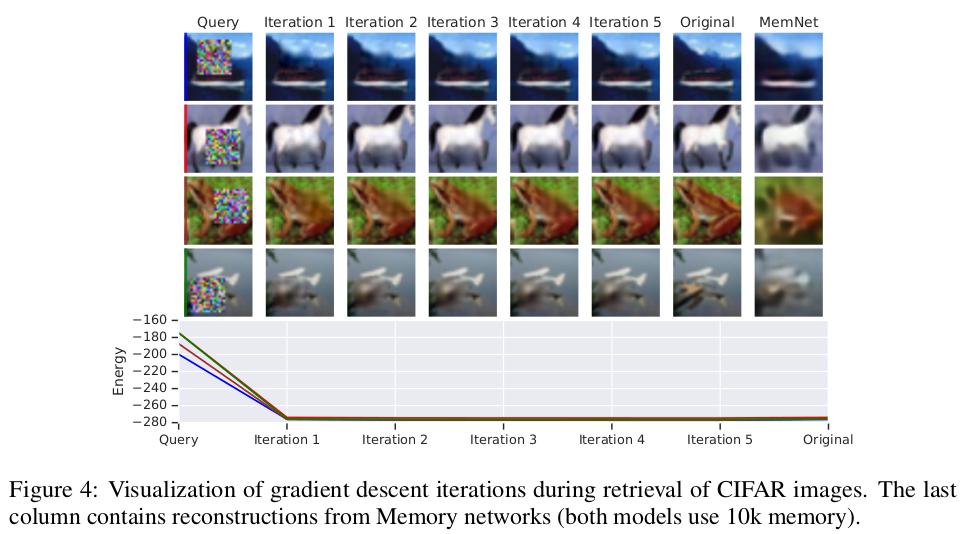 Query Iteration 1 Iteration 2 Iteration 3 Iteration 4 Iteration 5 Original MemNet
−160
−180
−200
−220
−240
−260
−280
Energy
Query Iteration 1 Iteration 2 Iteration 3 Iteration 4 Iteration 5 Original
Figure 4: Visualization of gradient descent iterations during retrieval of CIFAR images. The last
column contains reconstructions from Memory networks (both models use 10k memory).